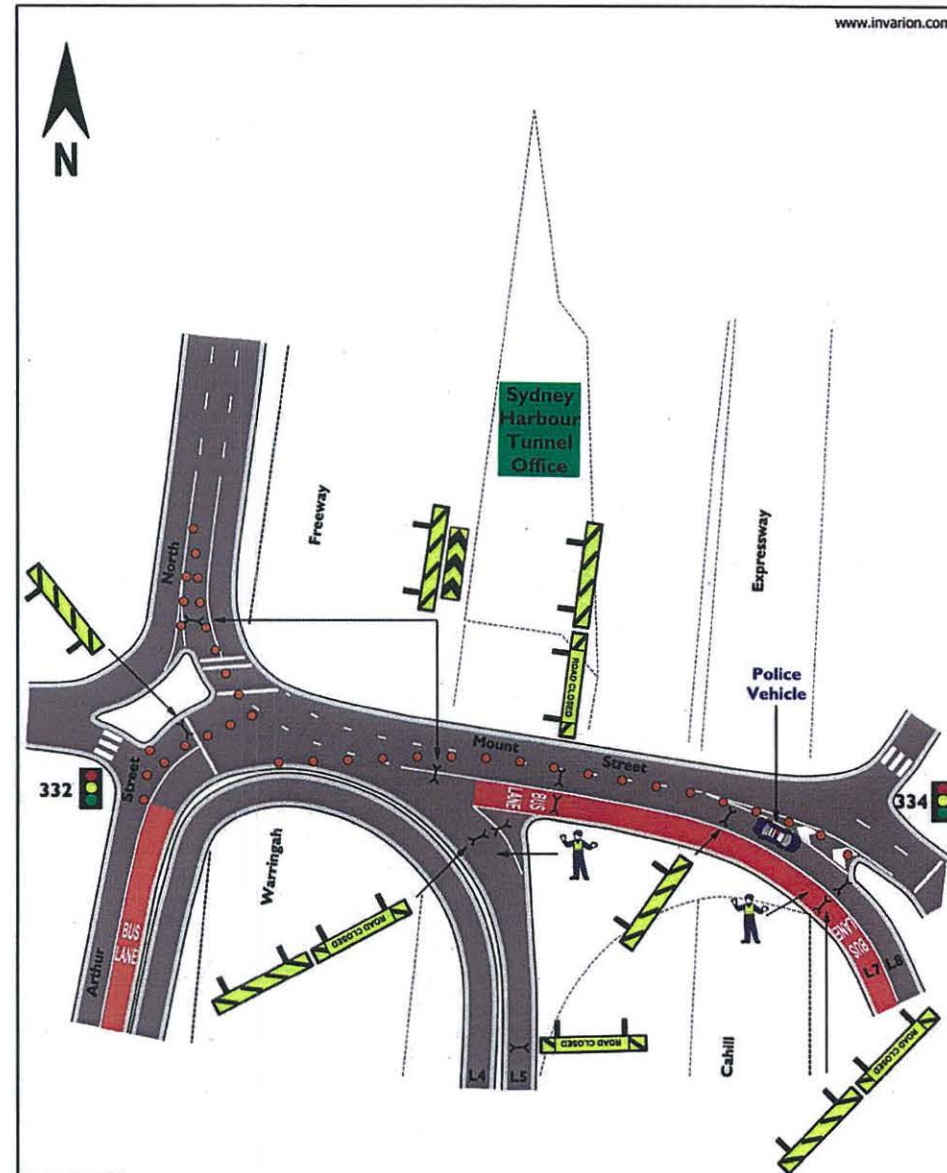 www.invarion.com
N
Sydney
Harbour
Tunnel
Office
Freeway
North
Expressway
ROAD CLOSED
Police
Vehicle
Mount
Street
332
Street
334
BUS
LANE
Warringah
ROAD CLOSED
BUS
LANE
BUS
LANE
Arthur
L7
L8
ROAD CLOSED
ROAD CLOSED
Cahill
L4
L5